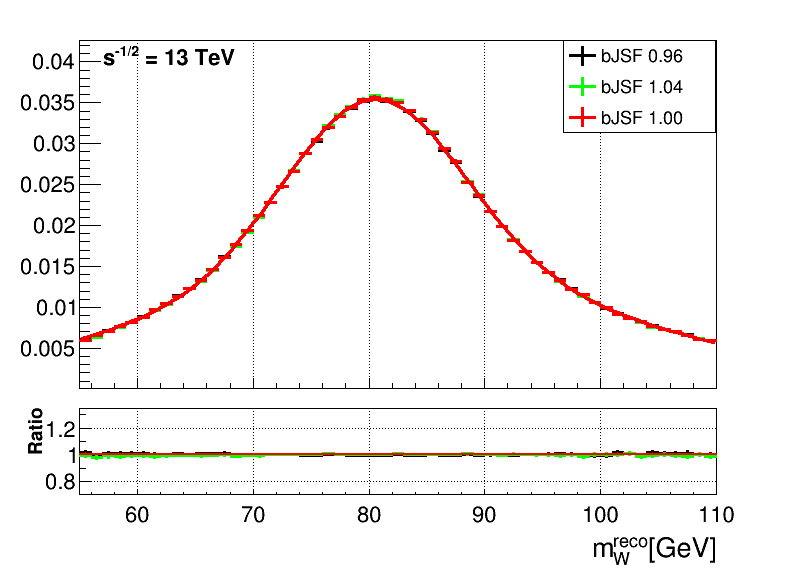 s^-1/2 = 13 TeV
bJSF 0.96
bJSF 1.04
bJSF 1.00
0.04
0.035
0.03
0.025
0.02
0.015
0.01
0.005
Ratio
1.2
1
0.8
60 70 80 90 100 110
m_W^reco[GeV]